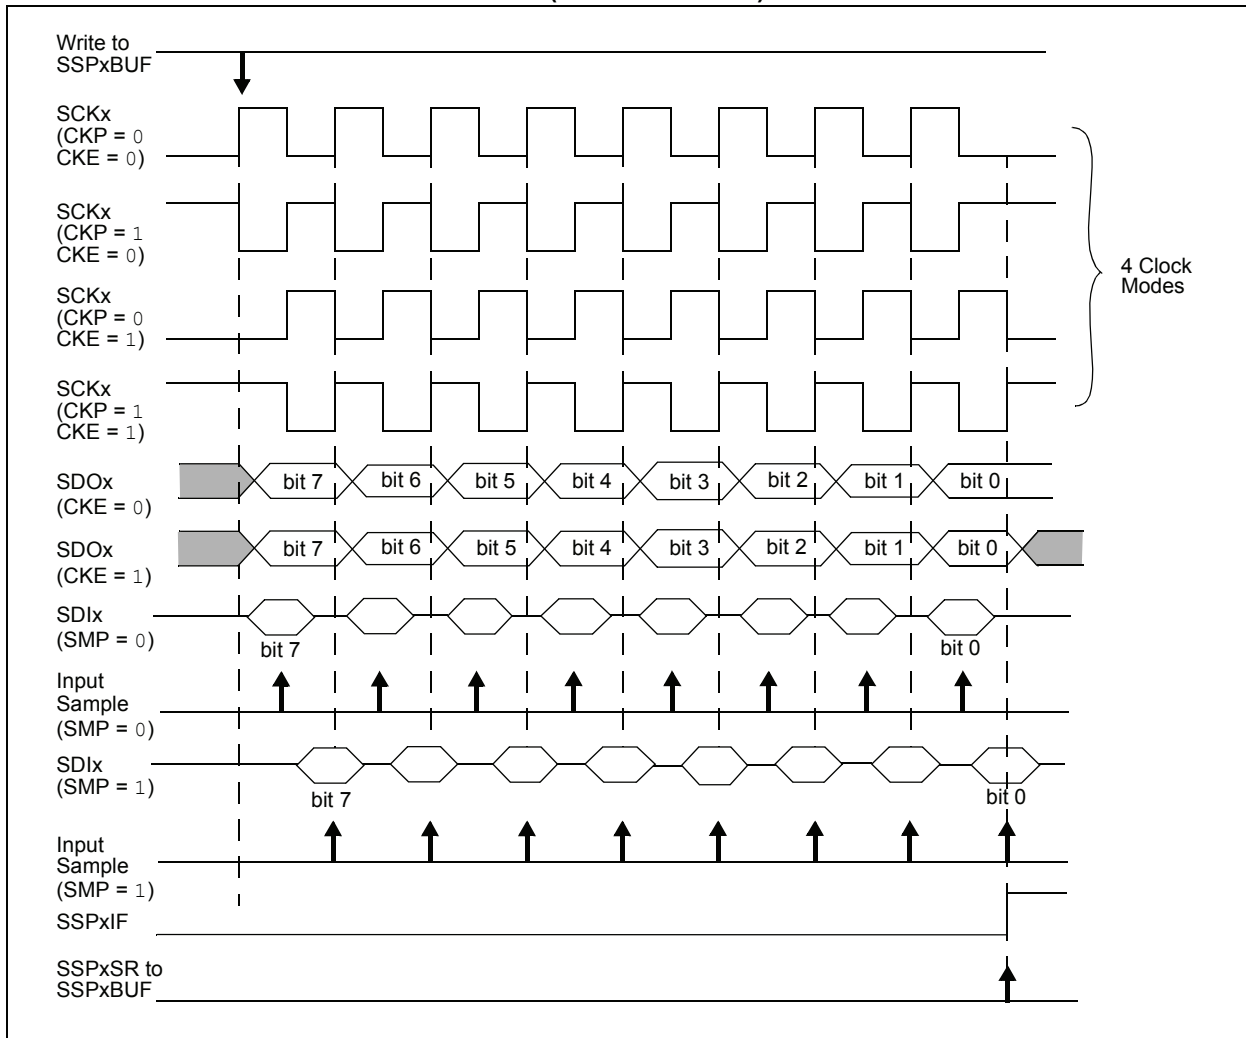 Write to
SSPxBUF
SCKx
(CKP = 0
CKE = 0)
SCKx
(CKP = 1
CKE = 0)
SCKx
(CKP = 0
CKE = 1)
SCKx
(CKP = 1
CKE = 1)
4 Clock
Modes
SDOx
(CKE = 0)
bit 7 bit 6 bit 5 bit 4 bit 3 bit 2 bit 1 bit 0
SDOx
(CKE = 1)
bit 7 bit 6 bit 5 bit 4 bit 3 bit 2 bit 1 bit 0
SDIx
(SMP = 0)
bit 7 bit 0
Input
Sample
(SMP = 0)
SDIx
(SMP = 1)
bit 7 bit 0
Input
Sample
(SMP = 1)
SSPxIF
SSPxSR to
SSPxBUF